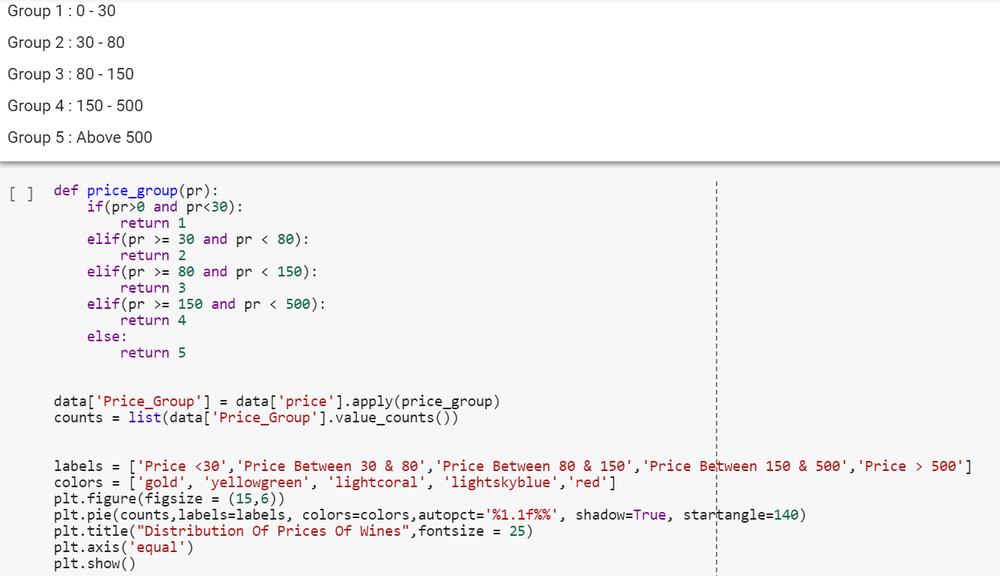 Group 1 : 0 - 30
Group 2 : 30 - 80
Group 3 : 80 - 150
Group 4 : 150 - 500
Group 5 : Above 500
[ ] def price_group(pr):
    if(pr>0 and pr<30):
        return 1
    elif(pr >= 30 and pr < 80):
        return 2
    elif(pr >= 80 and pr < 150):
        return 3
    elif(pr >= 150 and pr < 500):
        return 4
    else:
        return 5
data['Price_Group'] = data['price'].apply(price_group)
counts = list(data['Price_Group'].value_counts())
labels = ['Price <30','Price Between 30 & 80','Price Between 80 & 150','Price Between 150 & 500','Price > 500']
colors = ['gold', 'yellowgreen', 'lightcoral', 'lightskyblue','red']
plt.figure(figsize = (15,6))
plt.pie(counts,labels=labels, colors=colors,autopct='%1.1f%%', shadow=True, startangle=140)
plt.title("Distribution Of Prices Of Wines",fontsize = 25)
plt.axis('equal')
plt.show()